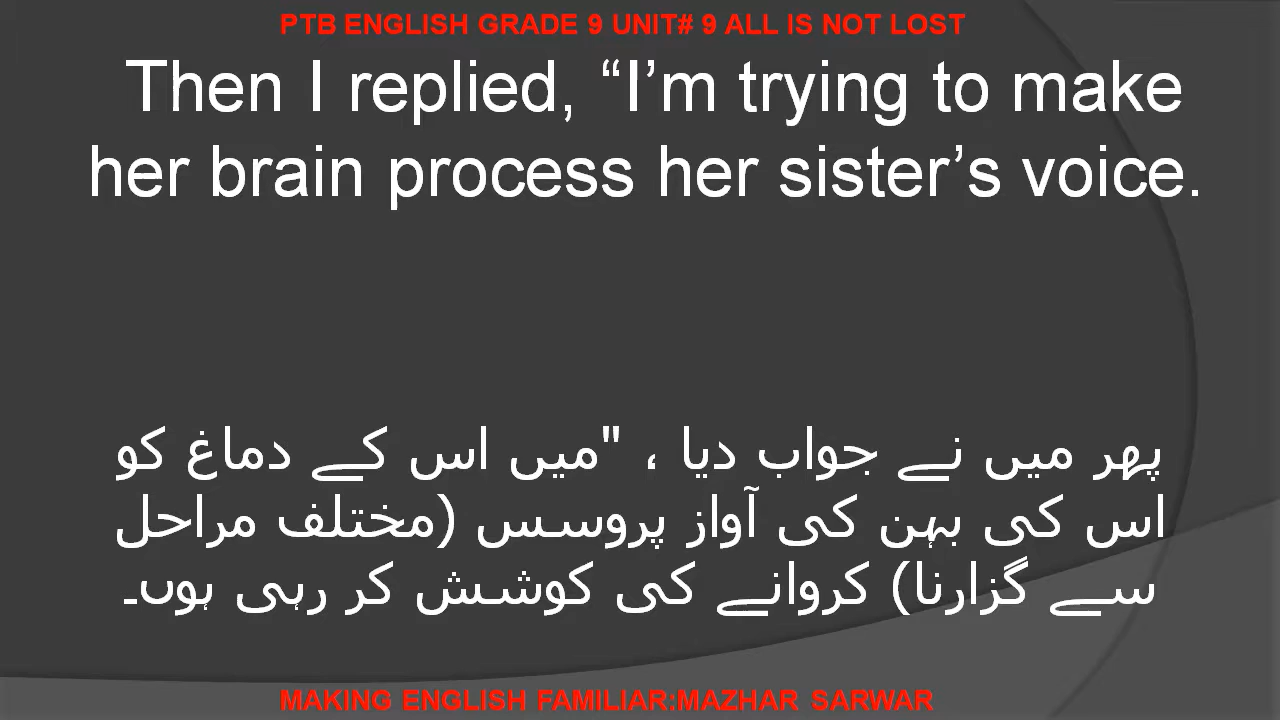 PTB ENGLISH GRADE 9 UNIT# 9 ALL IS NOT LOST
Then I replied, “I’m trying to make
her brain process her sister’s voice.
پھر میں نے جواب دیا ، "میں اس کے دماغ کو
اس کی بہن کی آواز پروسس (مختلف مراحل
سے گزارنا) کروانے کی کوشش کر رہی ہوں۔
MAKING ENGLISH FAMILIAR:MAZHAR SARWAR